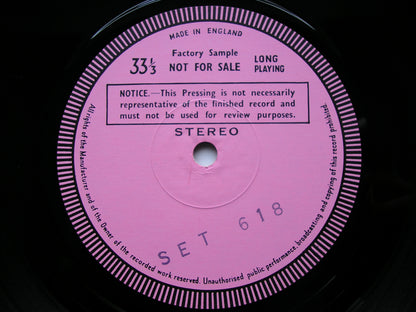 MADE IN ENGLAND
Factory Sample
33 1/3 NOT FOR SALE LONG PLAYING
NOTICE.—This Pressing is not necessarily
representative of the finished record and
must not be used for review purposes.
STEREO
SET 618
All rights of the Manufacturer and of the Owner of the recorded work reserved. Unauthorised public performance, broadcasting and copying of this record prohibited.